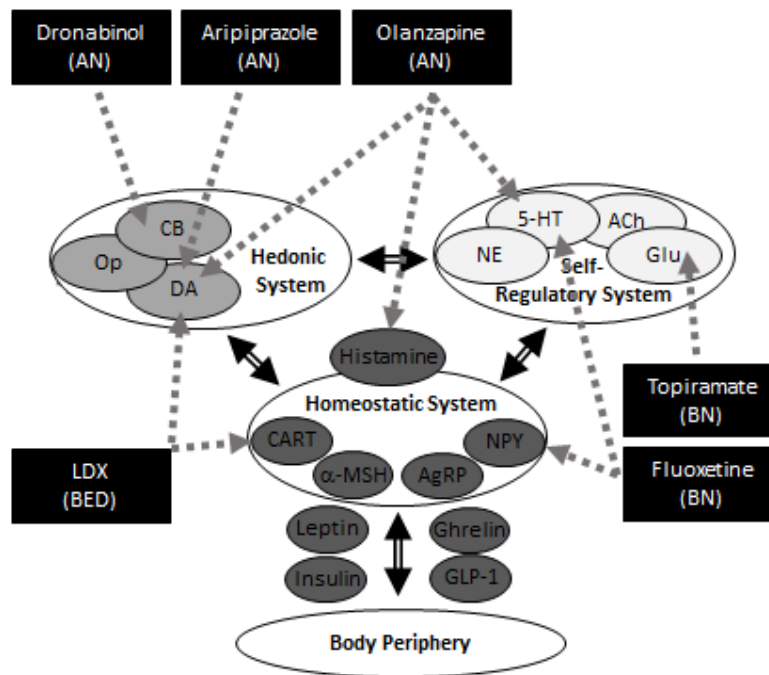 Dronabinol
(AN)
Aripiprazole
(AN)
Olanzapine
(AN)
CB
Op
DA
Hedonic
System
5-HT
ACh
NE
Glu
Self-
Regulatory System
Histamine
Homeostatic System
CART
α-MSH
AgRP
NPY
Topiramate
(BN)
LDX
(BED)
Fluoxetine
(BN)
Leptin
Ghrelin
Insulin
GLP-1
Body Periphery